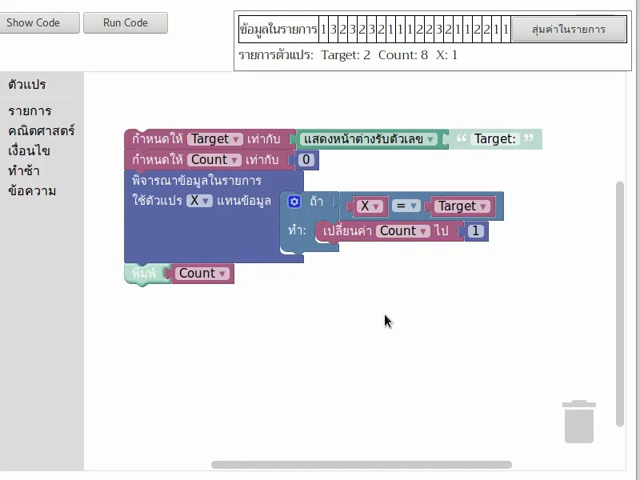 Show Code Run Code
ข้อมูลในรายการ 1 3 2 3 2 3 2 1 1 1 1 2 2 3 2 1 1 2 2 1 1 สุ่มค่าในรายการ
รายการตัวแปร: Target: 2 Count: 8 X: 1
ตัวแปร
รายการ
คณิตศาสตร์
เงื่อนไข
ทำซ้ำ
ข้อความ
กำหนดให้ Target เท่ากับ แสดงหน้าต่างรับตัวเลข “ Target: ”
กำหนดให้ Count เท่ากับ 0
พิจารณาข้อมูลในรายการ
ใช้ตัวแปร X แทนข้อมูล ถ้า X = Target
ทำ: เปลี่ยนค่า Count ไป 1
พิมพ์ Count